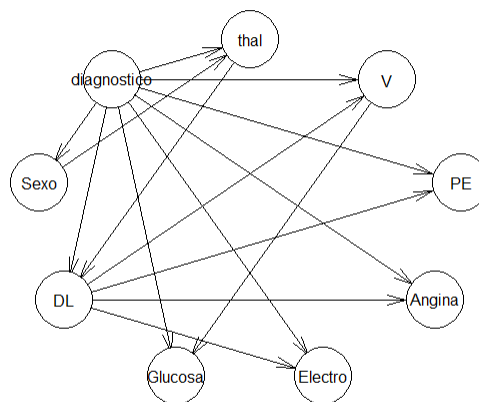 thal
diagnostico
V
Sexo
PE
DL
Angina
Glucosa
Electro